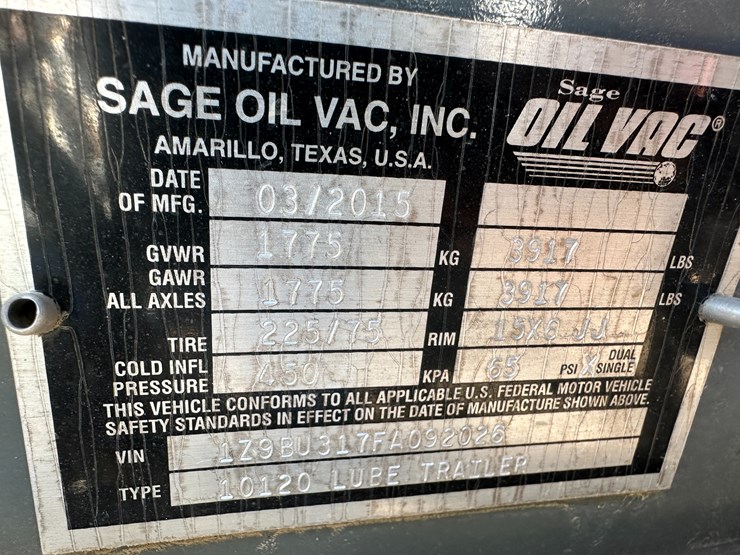 MANUFACTURED BY
SAGE OIL VAC, INC.
AMARILLO, TEXAS, U.S.A.
Sage
OIL VAC®
DATE OF MFG. 03/2015
GVWR 1775 KG 3917 LBS
GAWR ALL AXLES 1775 KG 3917 LBS
TIRE 225/75 RIM 15X6 JJ
COLD INFL PRESSURE 450 KPA 65 PSI DUAL X SINGLE
THIS VEHICLE CONFORMS TO ALL APPLICABLE U.S. FEDERAL MOTOR VEHICLE
SAFETY STANDARDS IN EFFECT ON THE DATE OF MANUFACTURE SHOWN ABOVE.
VIN 1Z9BU317FA092026
TYPE 10120 LUBE TRAILER